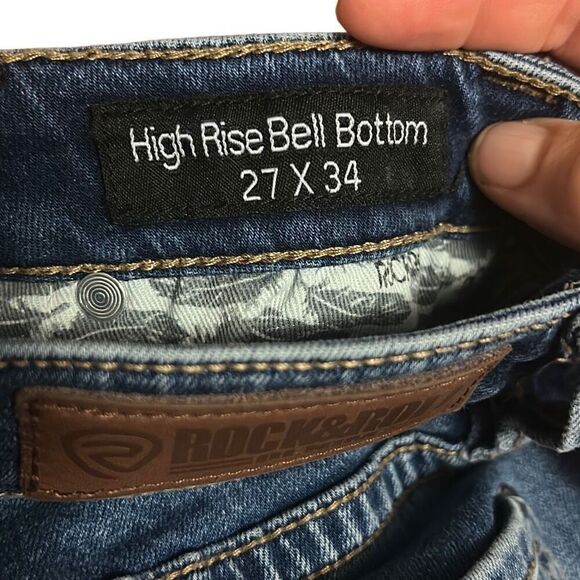 High Rise Bell Bottom
27 X 34
ROCK&ROLL